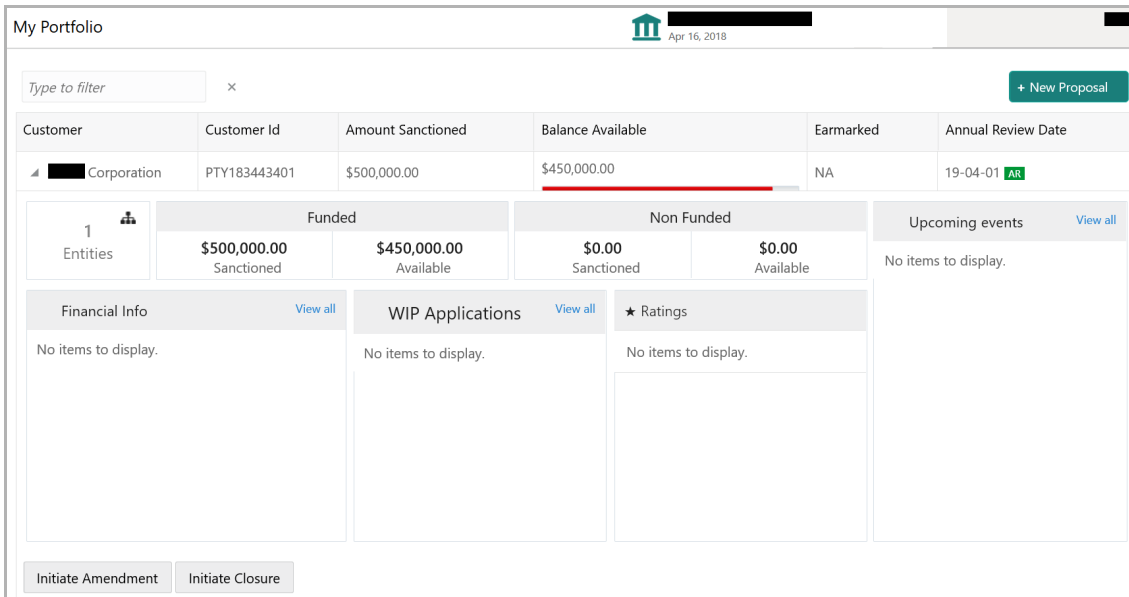 My Portfolio
Apr 16, 2018
Type to filter ×
+ New Proposal
Customer Customer Id Amount Sanctioned Balance Available Earmarked Annual Review Date
Corporation PTY183443401 $500,000.00 $450,000.00 NA 19-04-01 AR
1
Entities
Funded
$500,000.00 $450,000.00
Sanctioned Available
Non Funded
$0.00 $0.00
Sanctioned Available
Upcoming events View all
No items to display.
Financial Info View all
No items to display.
WIP Applications View all
No items to display.
★ Ratings
No items to display.
Initiate Amendment Initiate Closure